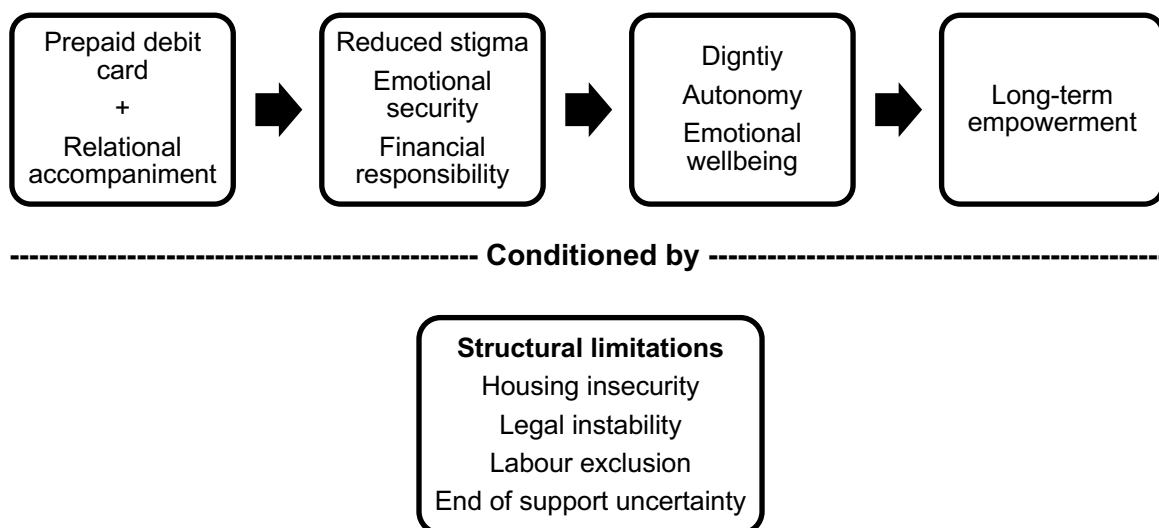 Prepaid debit
card
+
Relational
accompaniment
Reduced stigma
Emotional
security
Financial
responsibility
Digntiy
Autonomy
Emotional
wellbeing
Long-term
empowerment
Conditioned by
Structural limitations
Housing insecurity
Legal instability
Labour exclusion
End of support uncertainty